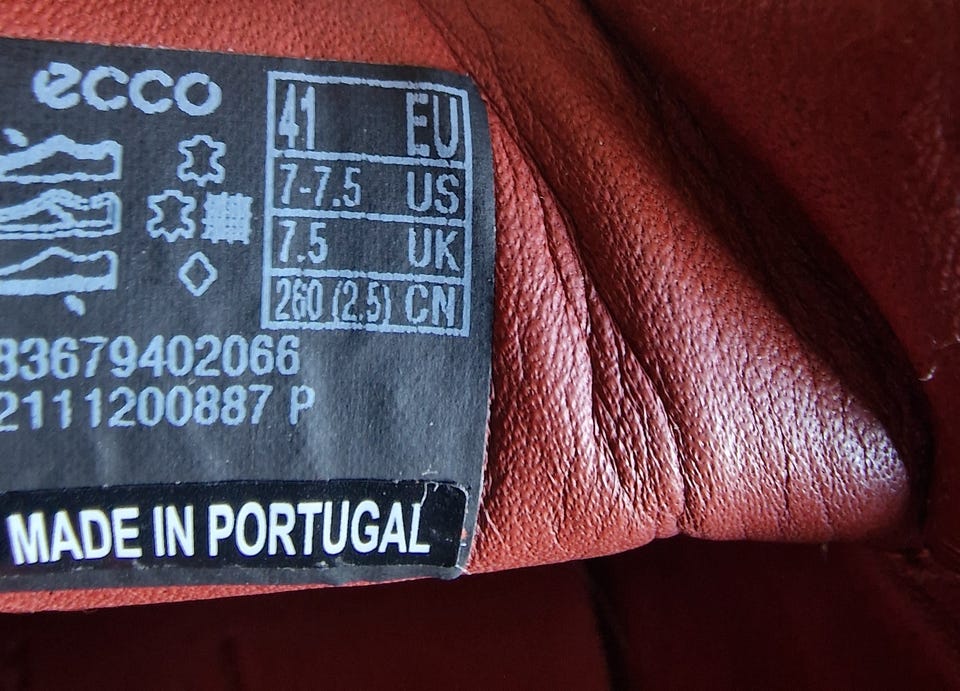 ecco
41 EU
7-7.5 US
7.5 UK
260 (2.5) CN
83679402066
2111200887 P
MADE IN PORTUGAL